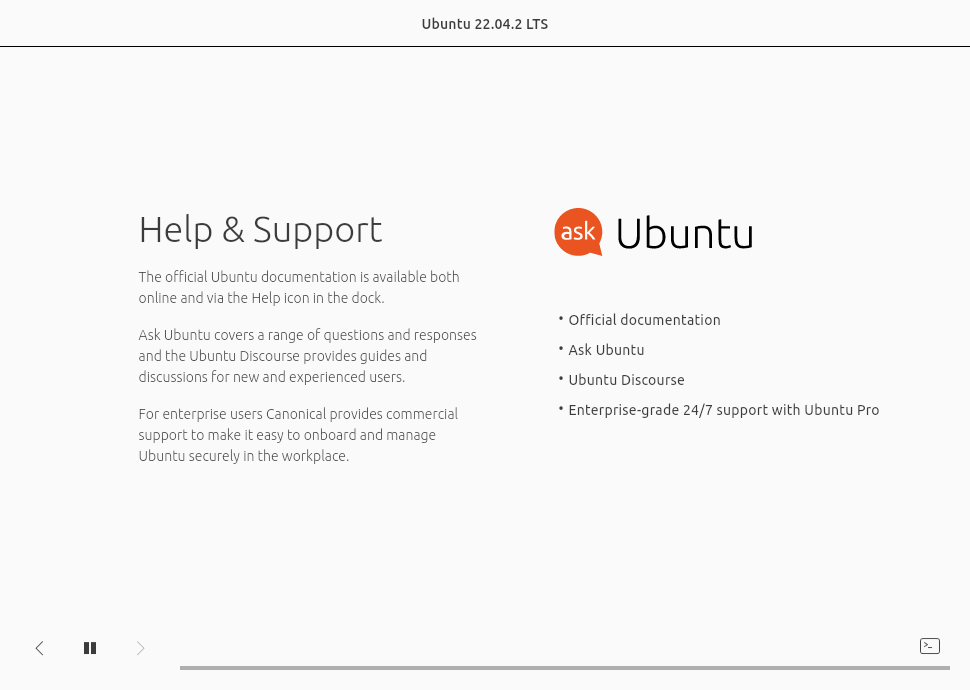 Ubuntu 22.04.2 LTS
Help & Support
The official Ubuntu documentation is available both
online and via the Help icon in the dock.
Ask Ubuntu covers a range of questions and responses
and the Ubuntu Discourse provides guides and
discussions for new and experienced users.
For enterprise users Canonical provides commercial
support to make it easy to onboard and manage
Ubuntu securely in the workplace.
ask Ubuntu
• Official documentation
• Ask Ubuntu
• Ubuntu Discourse
• Enterprise-grade 24/7 support with Ubuntu Pro